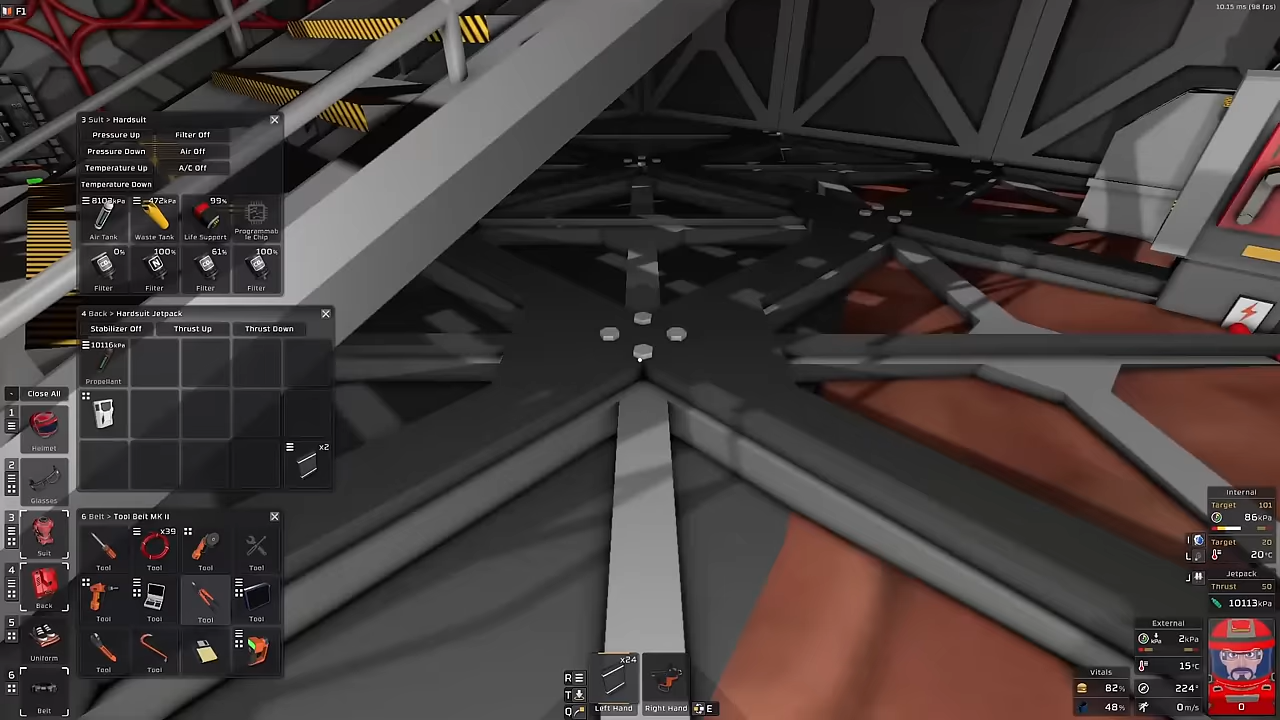 F1
10.15 ms (98 fps)
3 Suit > Hardsuit
Pressure Up
Filter Off
Pressure Down
Air Off
Temperature Up
A/C Off
Temperature Down
8103kPa
472kPa
99%
Air Tank
Waste Tank
Life Support
Programmab
le Chip
0%
100%
61%
100%
Filter
Filter
Filter
Filter
4 Back > Hardsuit Jetpack
Stabilizer Off
Thrust Up
Thrust Down
10116kPa
Propellant
x2
- Close All
1
Helmet
2
Glasses
3
Suit
4
Back
5
Uniform
6
Belt
6 Belt > Tool Belt MK II
x39
Tool
Tool
Tool
Tool
Tool
Tool
Tool
Tool
Tool
Tool
R
T
Q
x24
Left Hand
Right Hand
E
Internal
Target 101
I
86kPa
Target 20
L
20°C
Jetpack
J
Thrust 50
10113kPa
External
kPa
2kPa
15°C
224°
0m/s
Vitals
82%
48%
0